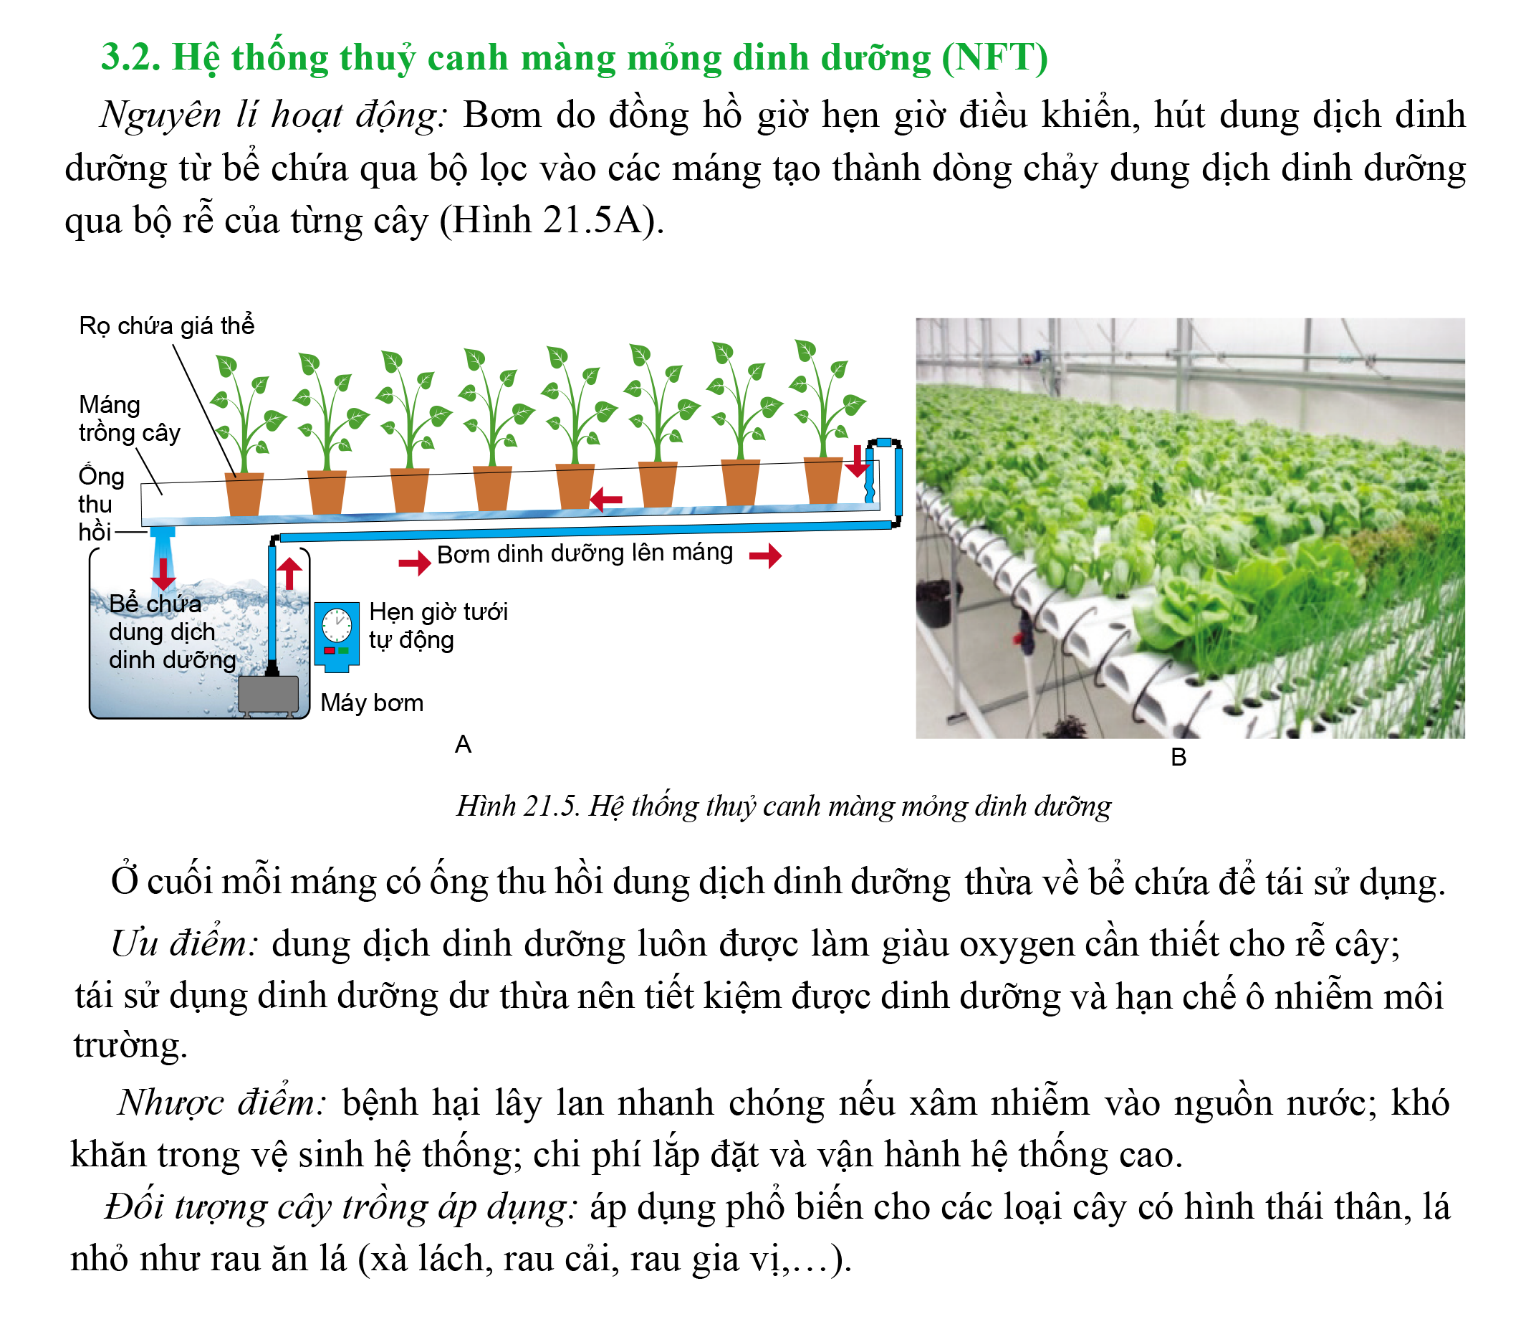 3.2. Hệ thống thuỷ canh màng mỏng dinh dưỡng (NFT)
Nguyên lí hoạt động: Bơm do đồng hồ giờ hẹn giờ điều khiển, hút dung dịch dinh
dưỡng từ bể chứa qua bộ lọc vào các máng tạo thành dòng chảy dung dịch dinh dưỡng
qua bộ rễ của từng cây (Hình 21.5A).
Rọ chứa giá thể
Máng
trồng cây
Ống
thu
hồi
Bơm dinh dưỡng lên máng
Bể chứa
dung dịch
dinh dưỡng
Hẹn giờ tưới
tự động
Máy bơm
A
B
Hình 21.5. Hệ thống thuỷ canh màng mỏng dinh dưỡng
Ở cuối mỗi máng có ống thu hồi dung dịch dinh dưỡng thừa về bể chứa để tái sử dụng.
Ưu điểm: dung dịch dinh dưỡng luôn được làm giàu oxygen cần thiết cho rễ cây;
tái sử dụng dinh dưỡng dư thừa nên tiết kiệm được dinh dưỡng và hạn chế ô nhiễm môi
trường.
Nhược điểm: bệnh hại lây lan nhanh chóng nếu xâm nhiễm vào nguồn nước; khó
khăn trong vệ sinh hệ thống; chi phí lắp đặt và vận hành hệ thống cao.
Đối tượng cây trồng áp dụng: áp dụng phổ biến cho các loại cây có hình thái thân, lá
nhỏ như rau ăn lá (xà lách, rau cải, rau gia vị,…).